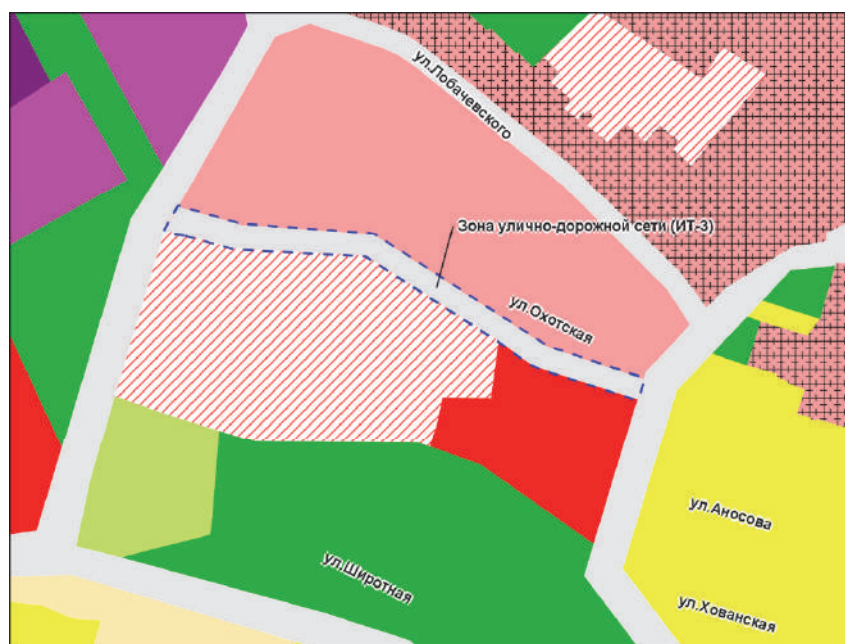 ул.Лобачевского
Зона улично-дорожной сети (ИТ-3)
ул.Охотская
ул.Аносова
ул.Широтная
ул.Хованская